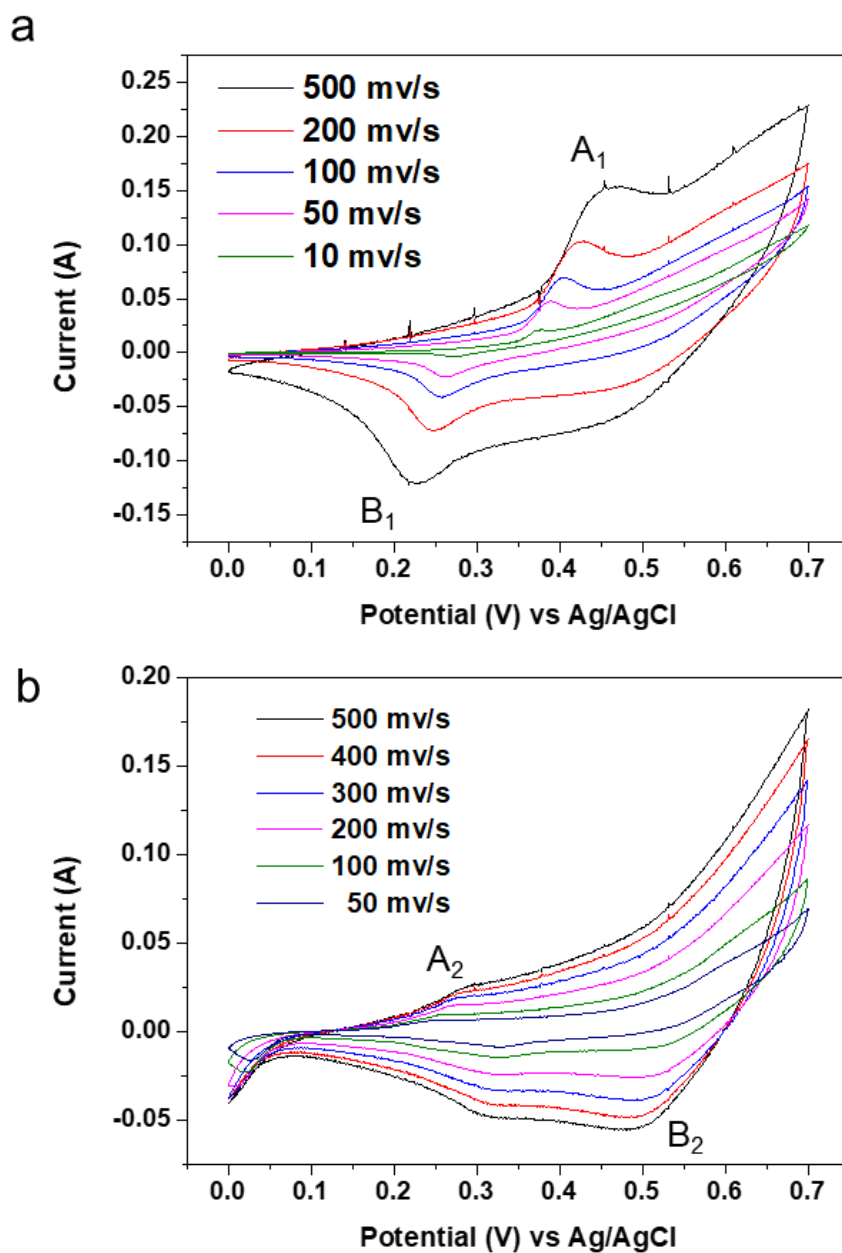 a
0.25
0.20
0.15
0.10
0.05
0.00
-0.05
-0.10
-0.15
Current (A)
500 mv/s
200 mv/s
100 mv/s
50 mv/s
10 mv/s
A₁
B₁
0.0 0.1 0.2 0.3 0.4 0.5 0.6 0.7
Potential (V) vs Ag/AgCl
b
0.20
0.15
0.10
0.05
0.00
-0.05
Current (A)
500 mv/s
400 mv/s
300 mv/s
200 mv/s
100 mv/s
50 mv/s
A₂
B₂
0.0 0.1 0.2 0.3 0.4 0.5 0.6 0.7
Potential (V) vs Ag/AgCl